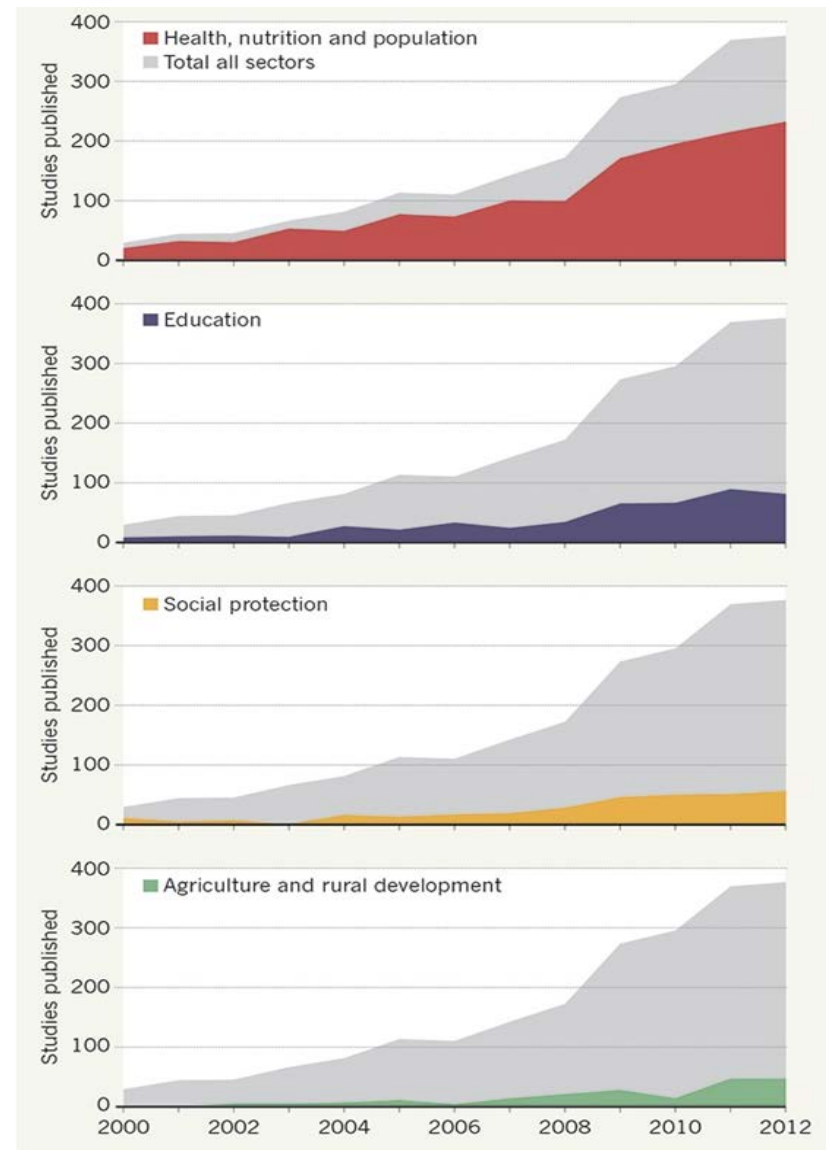 400
Health, nutrition and population
Total all sectors
300
200
100
0
Studies published
400
Education
300
200
100
0
Studies published
400
Social protection
300
200
100
0
Studies published
400
Agriculture and rural development
300
200
100
0
Studies published
2000 2002 2004 2006 2008 2010 2012